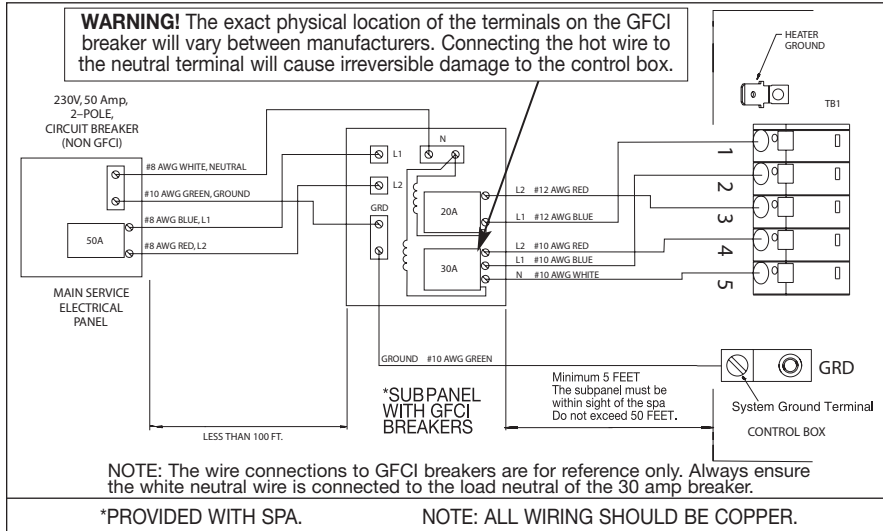 WARNING! The exact physical location of the terminals on the GFCI
breaker will vary between manufacturers. Connecting the hot wire to
the neutral terminal will cause irreversible damage to the control box.
HEATER
GROUND
TB1
230V, 50 Amp,
2–POLE,
CIRCUIT BREAKER
(NON GFCI)
#8 AWG WHITE, NEUTRAL
#10 AWG GREEN, GROUND
#8 AWG BLUE, L1
#8 AWG RED, L2
50A
MAIN SERVICE
ELECTRICAL
PANEL
N
L1
L2
GRD
20A
30A
L2 #12 AWG RED
L1 #12 AWG BLUE
L2 #10 AWG RED
L1 #10 AWG BLUE
N #10 AWG WHITE
1
2
3
4
5
GROUND #10 AWG GREEN
*SUBPANEL
WITH GFCI
BREAKERS
LESS THAN 100 FT.
Minimum 5 FEET
The subpanel must be
within sight of the spa
Do not exceed 50 FEET.
GRD
System Ground Terminal
CONTROL BOX
NOTE: The wire connections to GFCI breakers are for reference only. Always ensure
the white neutral wire is connected to the load neutral of the 30 amp breaker.
*PROVIDED WITH SPA. NOTE: ALL WIRING SHOULD BE COPPER.